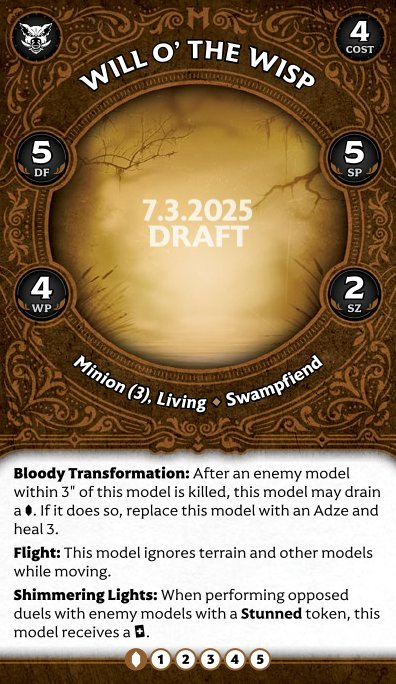 4
COST
WILL O' THE WISP
5
DF
5
SP
7.3.2025
DRAFT
4
WP
2
SZ
Minion (3), Living ◆ Swampfiend
Bloody Transformation: After an enemy model
within 3" of this model is killed, this model may drain
a ⬮. If it does so, replace this model with an Adze and
heal 3.
Flight: This model ignores terrain and other models
while moving.
Shimmering Lights: When performing opposed
duels with enemy models with a Stunned token, this
model receives a 🂠.
1 2 3 4 5